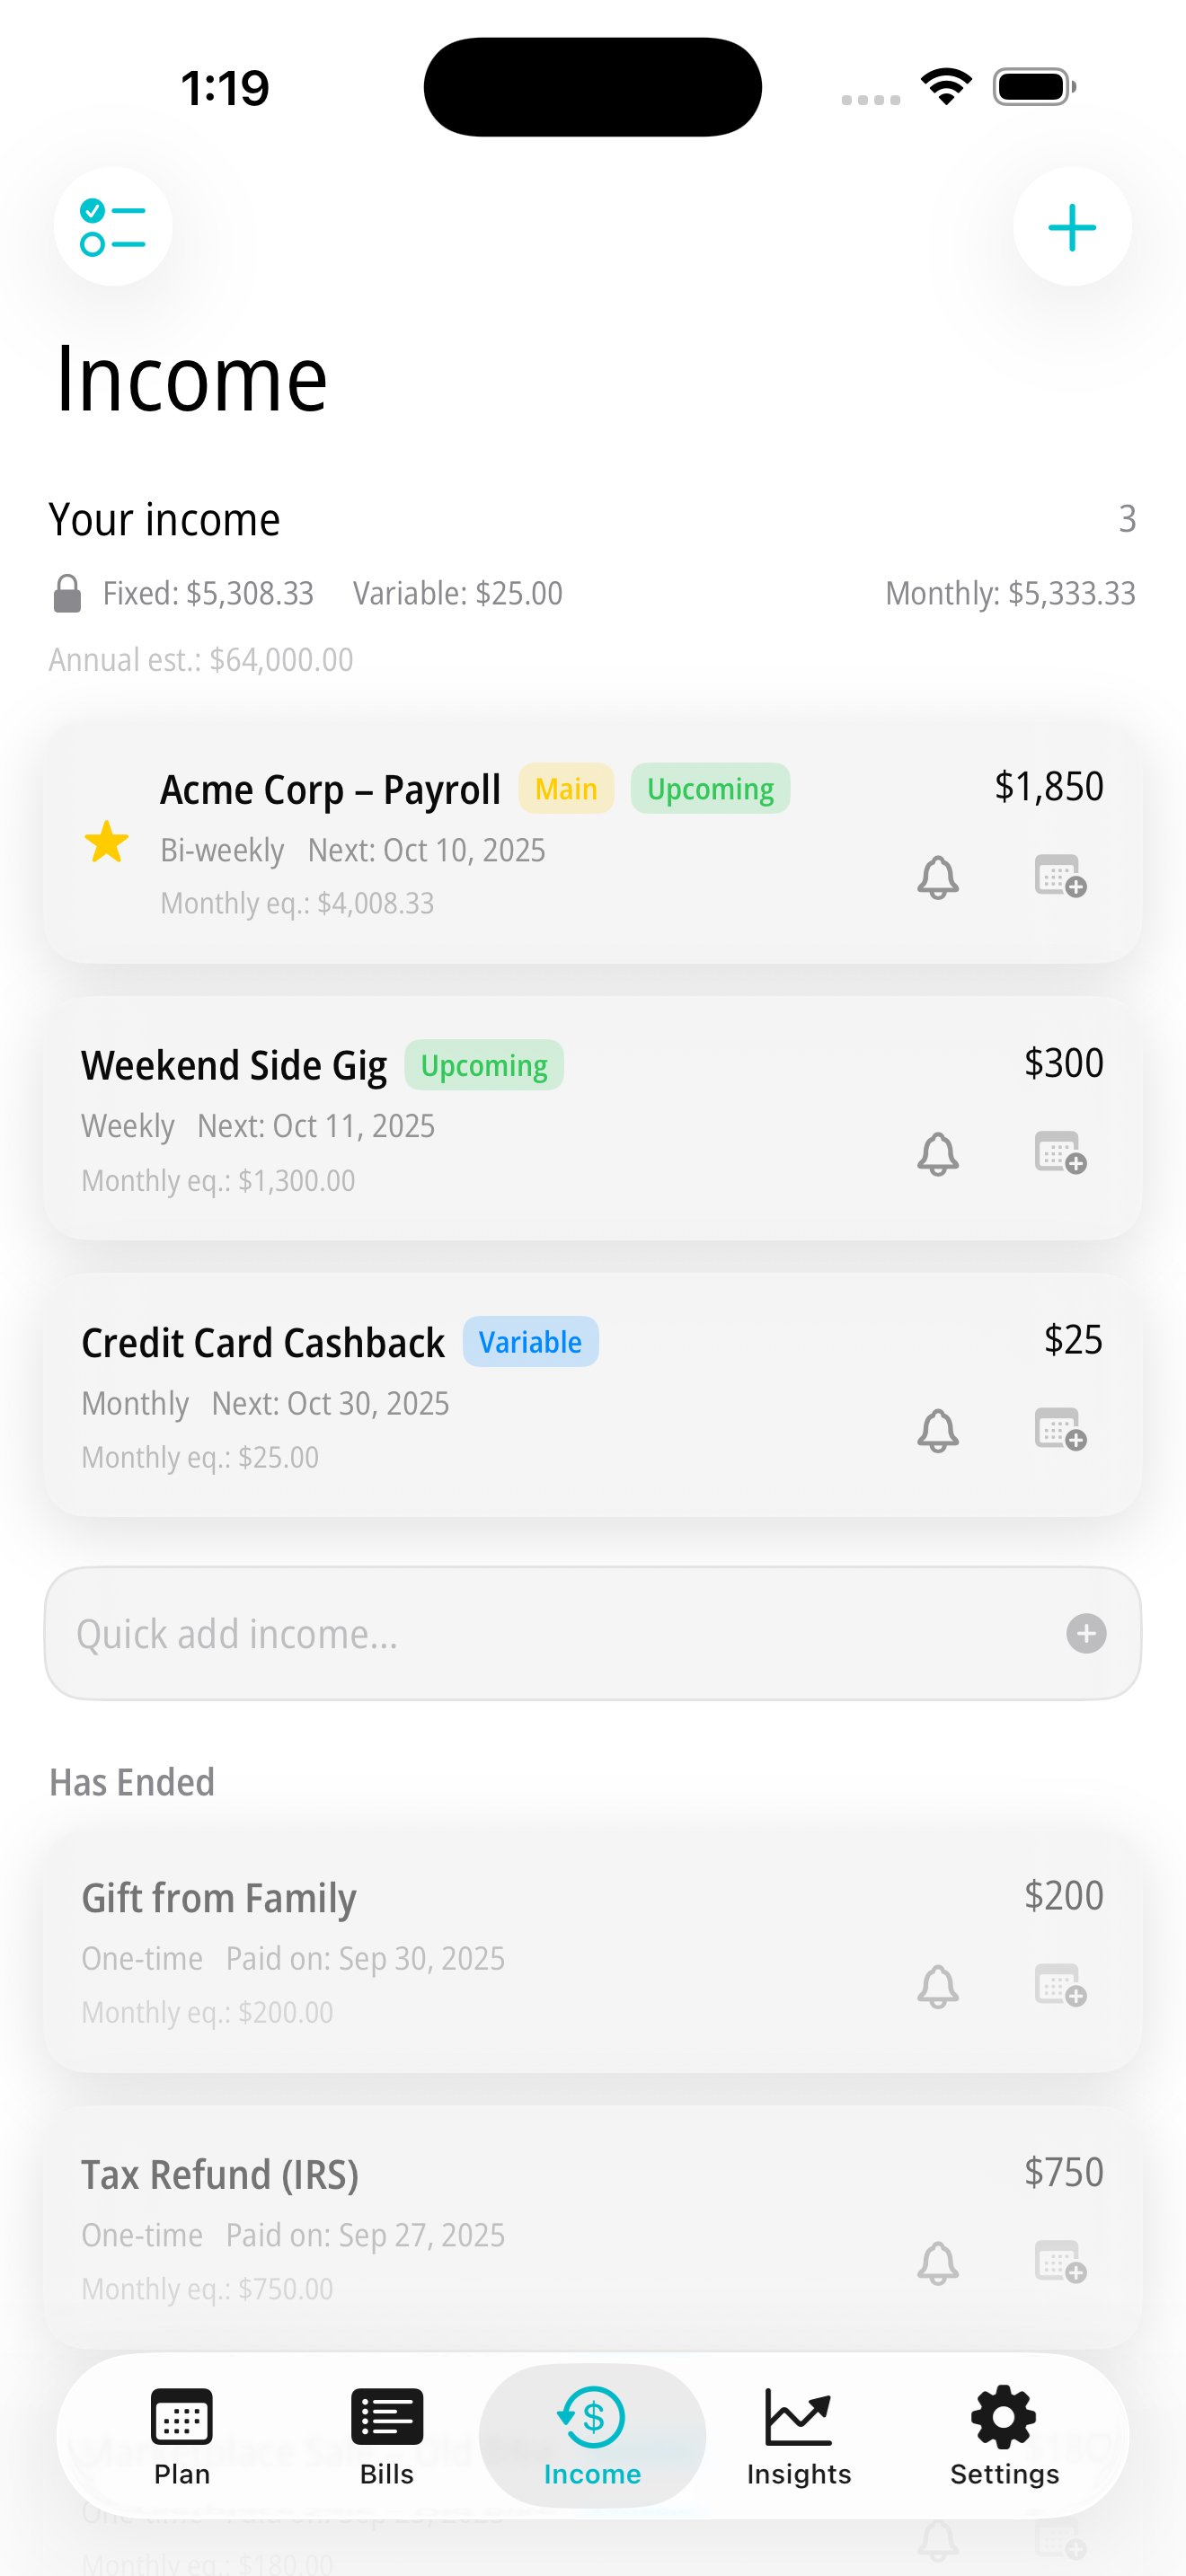 1:19
Income
Your income 3
Fixed: $5,308.33 Variable: $25.00 Monthly: $5,333.33
Annual est.: $64,000.00
Acme Corp – Payroll Main Upcoming $1,850
Bi-weekly Next: Oct 10, 2025
Monthly eq.: $4,008.33
Weekend Side Gig Upcoming $300
Weekly Next: Oct 11, 2025
Monthly eq.: $1,300.00
Credit Card Cashback Variable $25
Monthly Next: Oct 30, 2025
Monthly eq.: $25.00
Quick add income...
Has Ended
Gift from Family $200
One-time Paid on: Sep 30, 2025
Monthly eq.: $200.00
Tax Refund (IRS) $750
One-time Paid on: Sep 27, 2025
Monthly eq.: $750.00
Plan Bills Income Insights Settings
Monthly eq.: $180.00